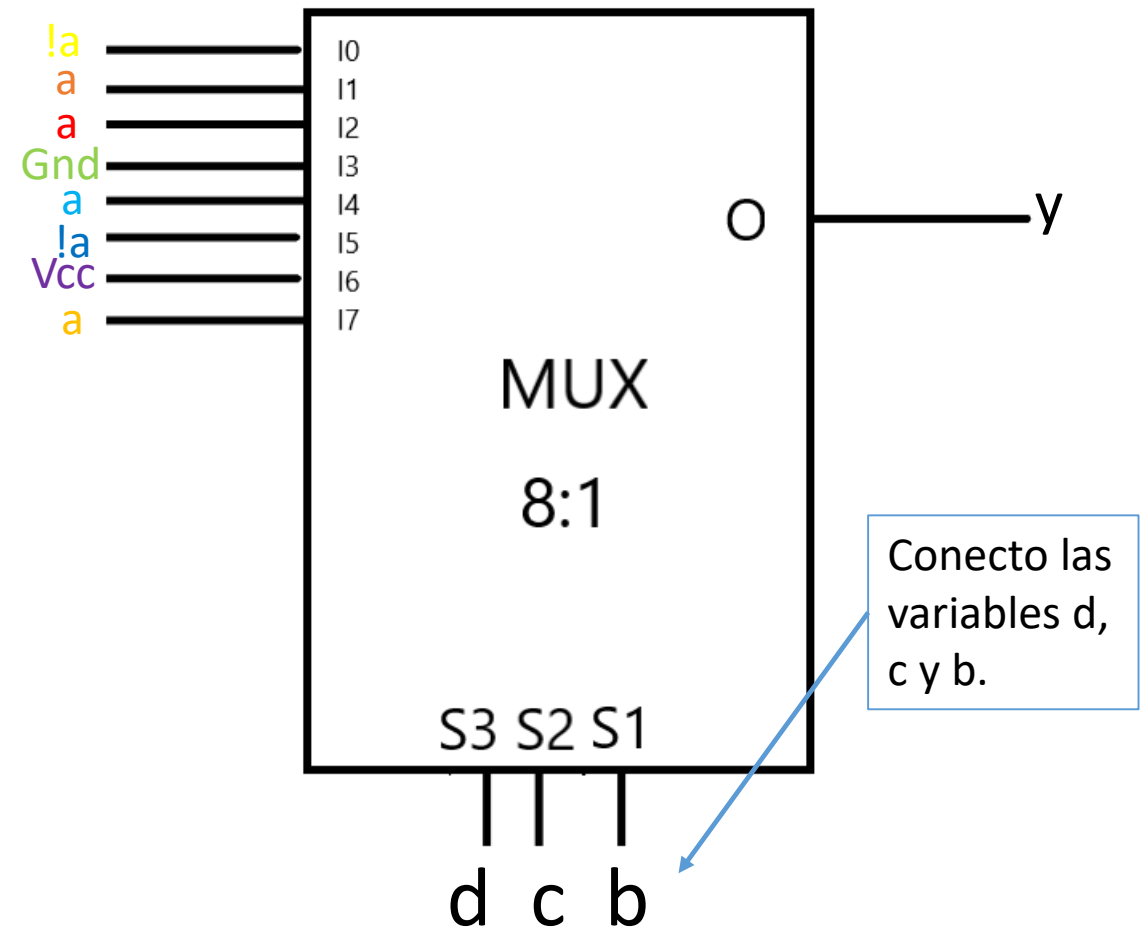 !a I0
a I1
a I2
Gnd I3
a I4
!a I5
Vcc I6
a I7
O y
MUX
8:1
Conecto las
variables d,
c y b.
S3 S2 S1
d c b